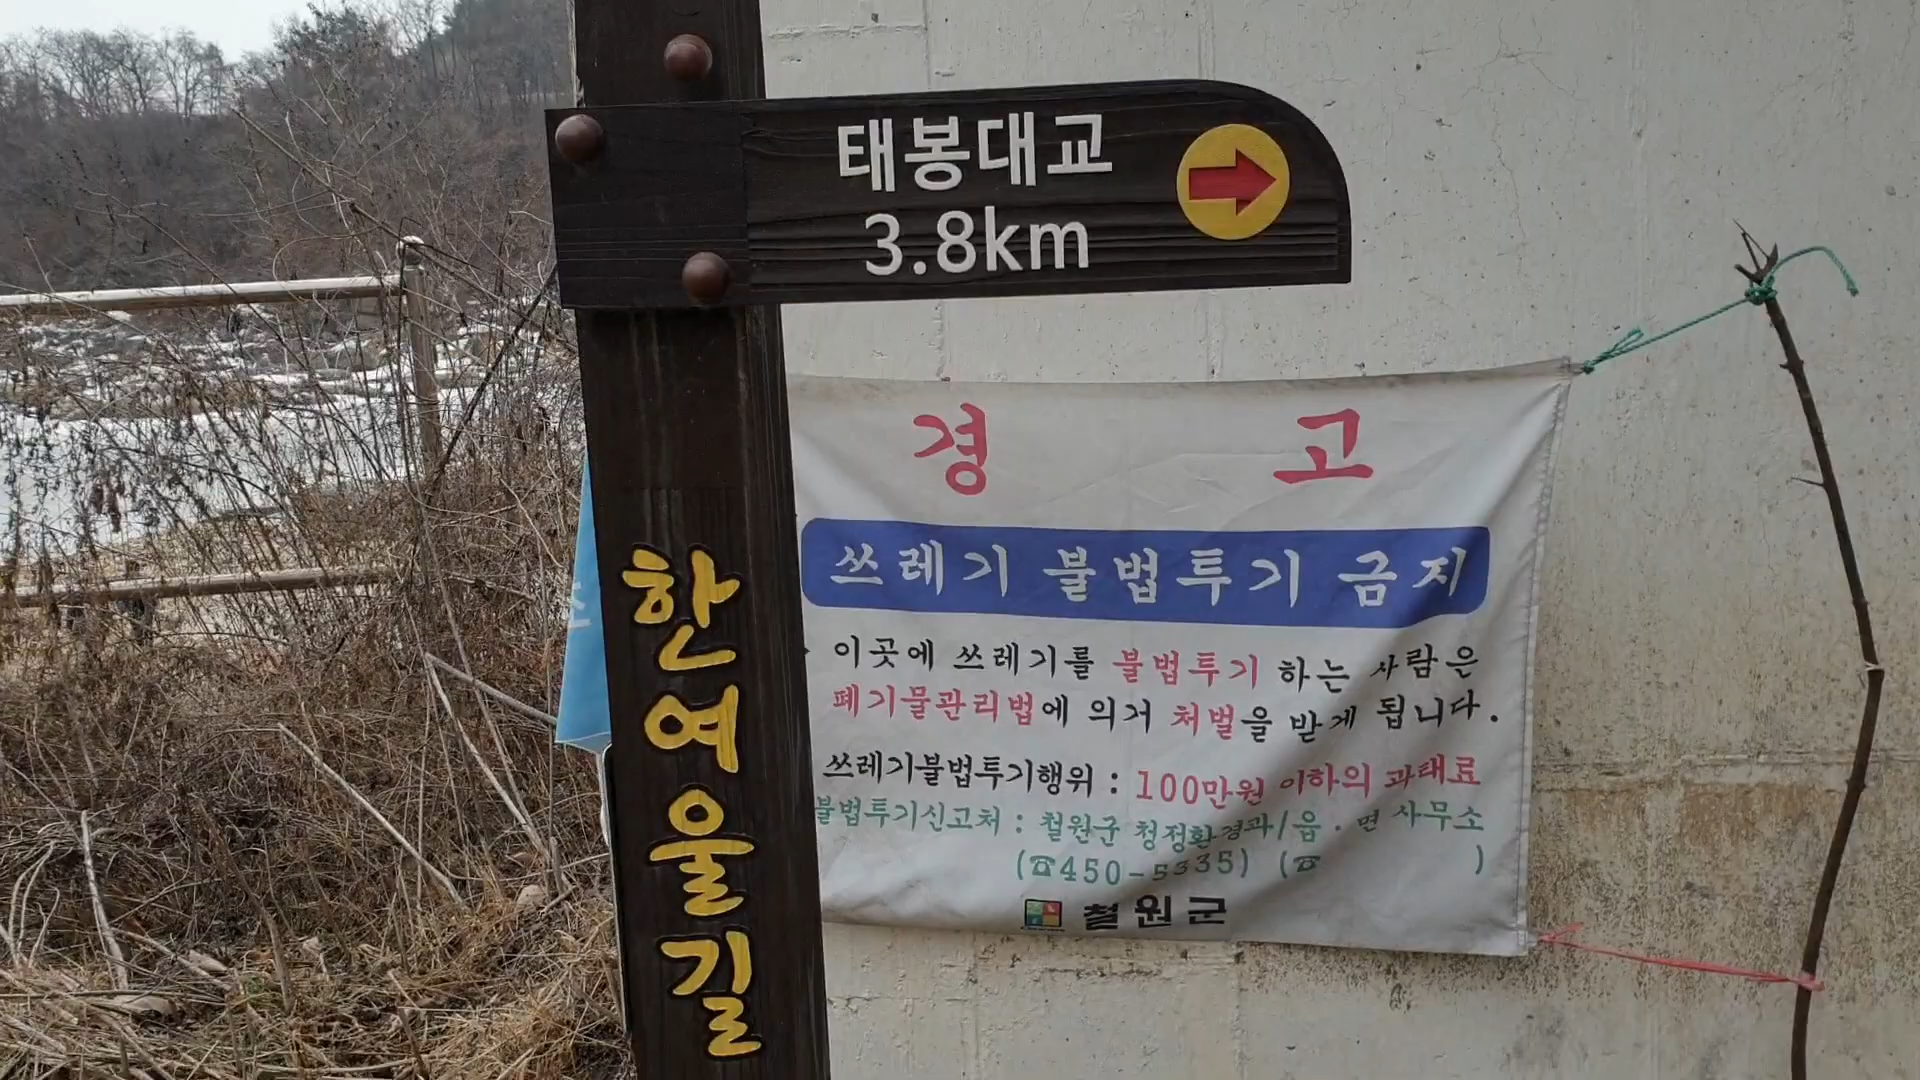 태봉대교
3.8km
한여울길
경 고
쓰레기 불법투기 금지
이곳에 쓰레기를 불법투기 하는 사람은
폐기물관리법에 의거 처벌을 받게 됩니다.
쓰레기불법투기행위 : 100만원 이하의 과태료
불법투기신고처 : 철원군 청정환경과/읍·면 사무소
(☎450-5335) (☎ )
철원군